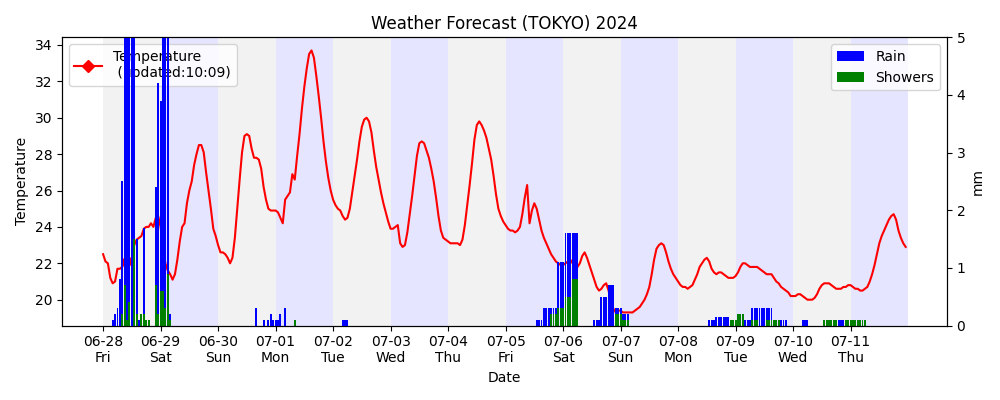 Weather Forecast (TOKYO) 2024
Temperature
(updated:10:09)
Rain
Showers
34
32
30
28
26
24
22
20
Temperature
5
4
3
2
1
0
mm
06-28 06-29 06-30 07-01 07-02 07-03 07-04 07-05 07-06 07-07 07-08 07-09 07-10 07-11
Fri Sat Sun Mon Tue Wed Thu Fri Sat Sun Mon Tue Wed Thu
Date